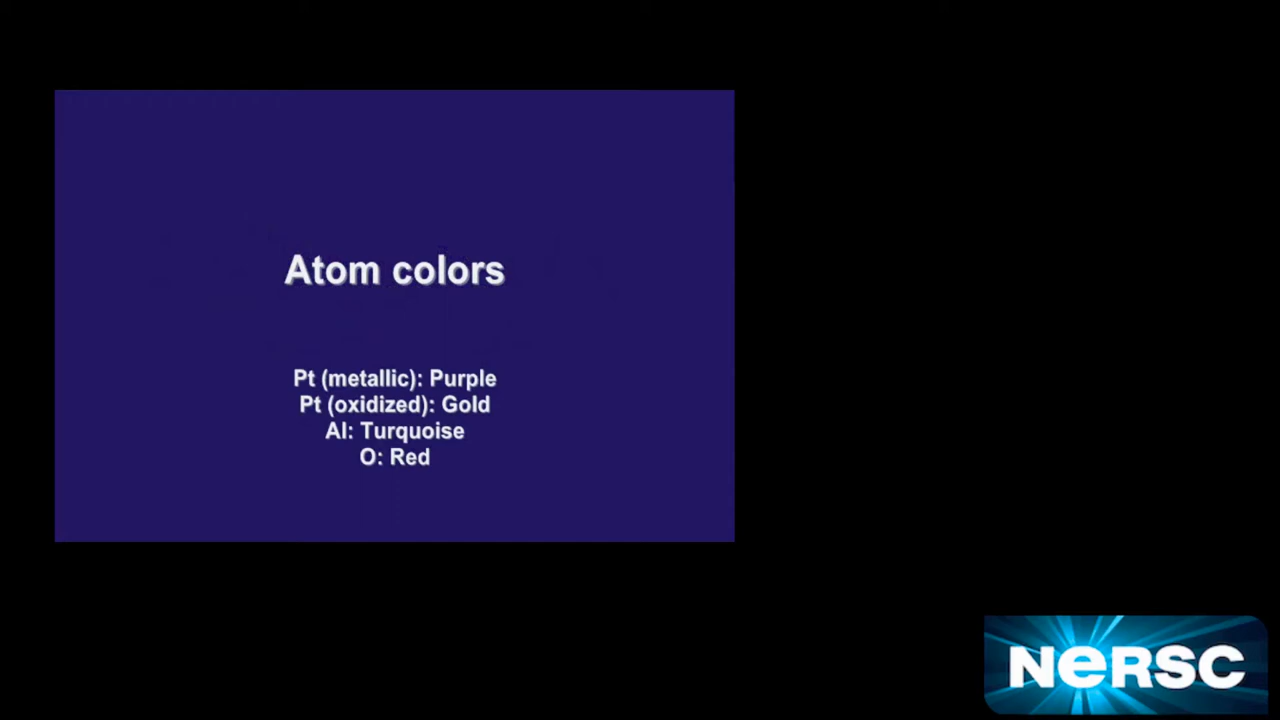 Atom colors
Pt (metallic): Purple
Pt (oxidized): Gold
Al: Turquoise
O: Red
NERSC